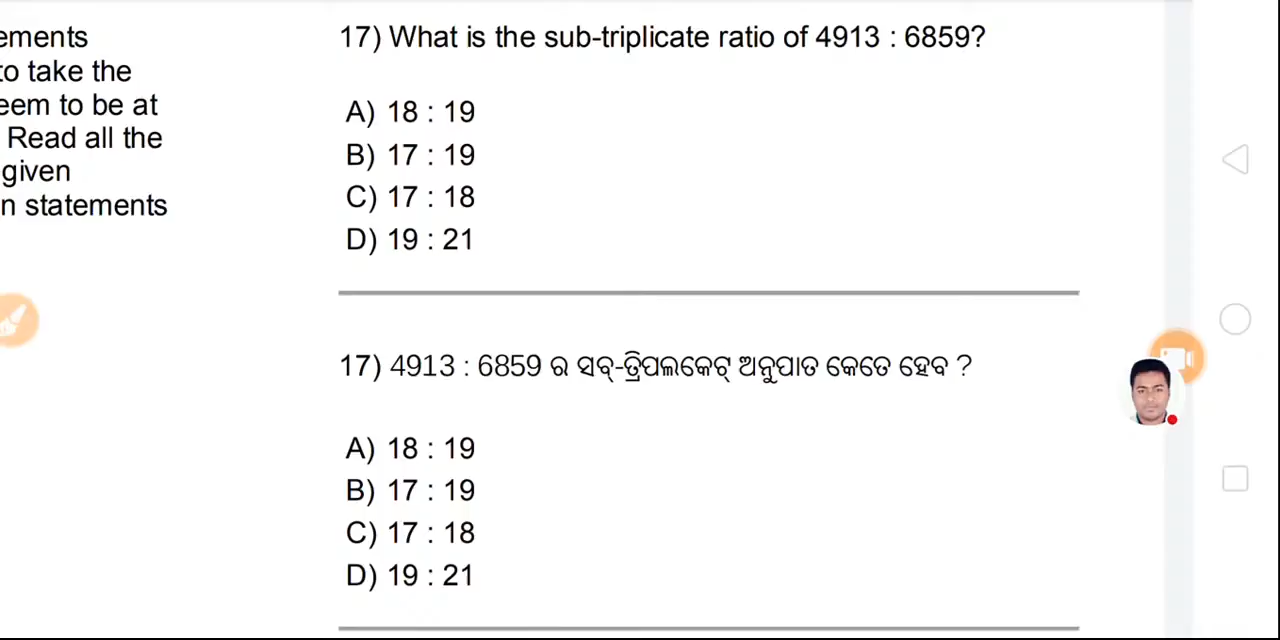 ements
to take the
eem to be at
Read all the
given
n statements
17) What is the sub-triplicate ratio of 4913 : 6859?
A) 18 : 19
B) 17 : 19
C) 17 : 18
D) 19 : 21
17) 4913 : 6859 ର ସବ୍-ତ୍ରିପଲକେଟ୍ ଅନୁପାତ କେତେ ହେବ ?
A) 18 : 19
B) 17 : 19
C) 17 : 18
D) 19 : 21